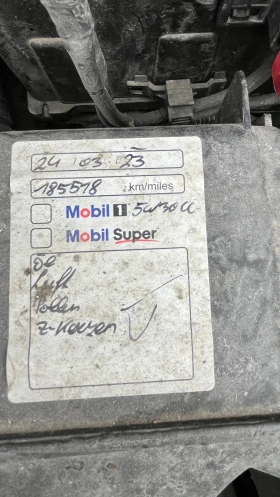 24 03 23
185518 km/miles
Mobil 1 5W30
Mobil Super
Öl
Luft
Pollen
Z-Kerzen